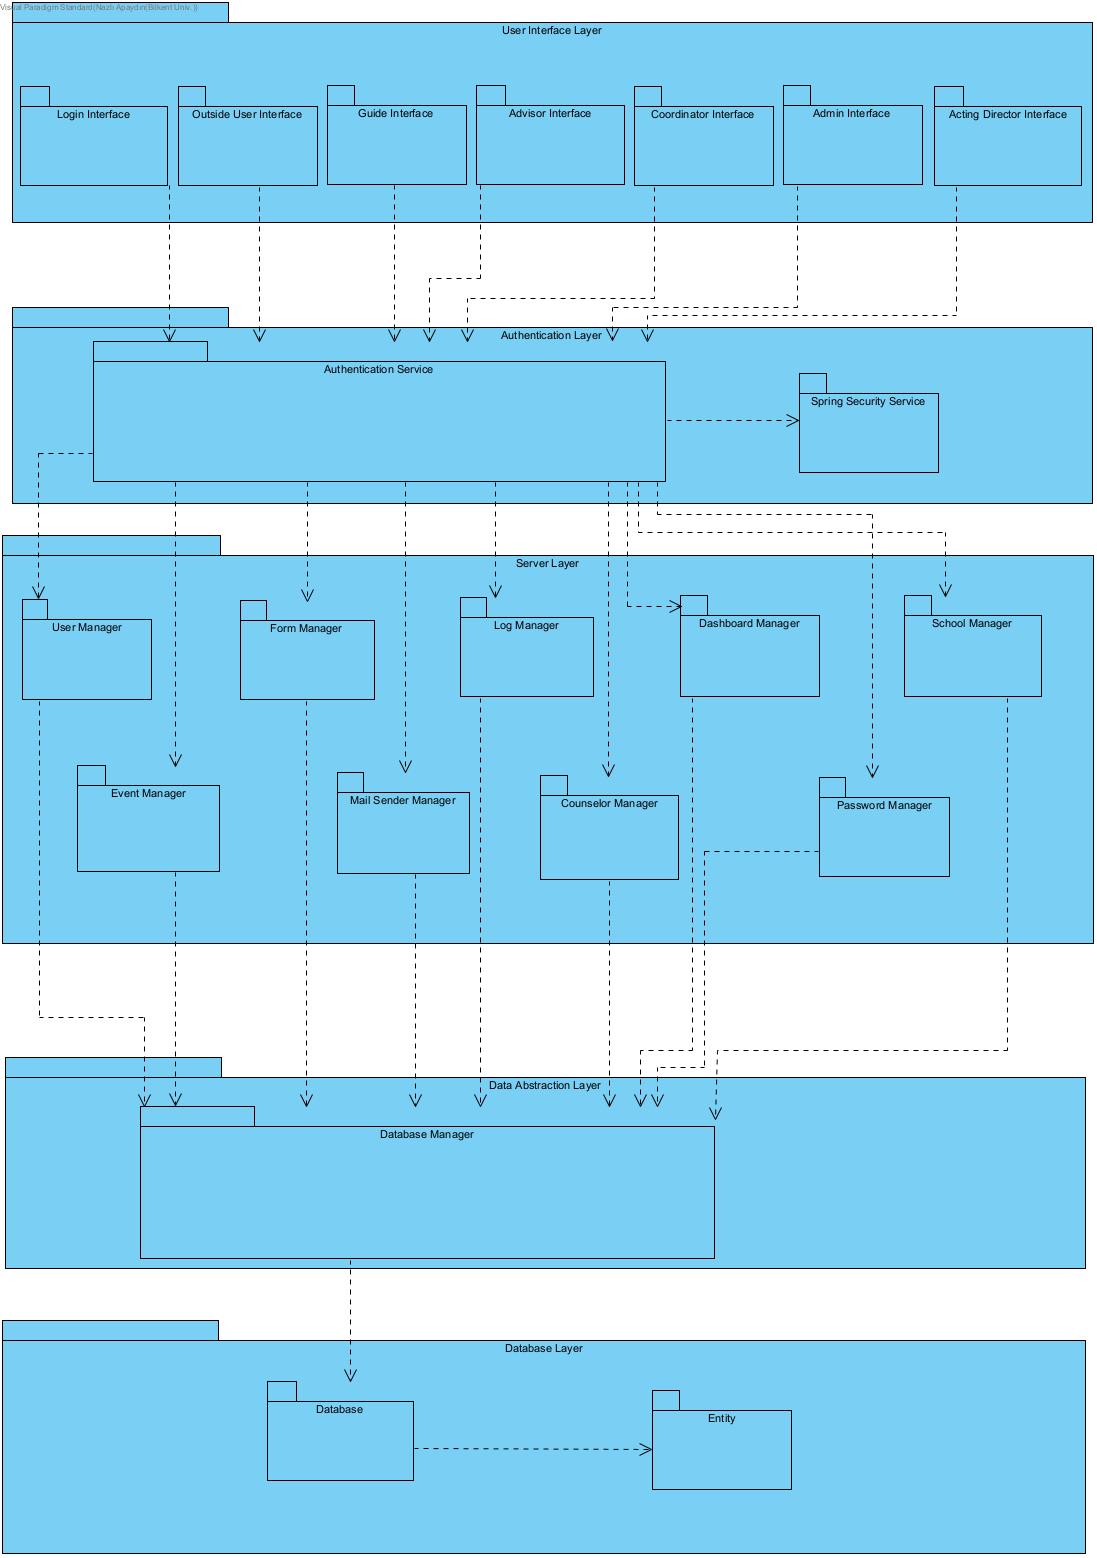 Visual Paradigm Standard(Nazlı Apaydın(Bilkent Univ.))
User Interface Layer
Login Interface
Outside User Interface
Guide Interface
Advisor Interface
Coordinator Interface
Admin Interface
Acting Director Interface
Authentication Layer
Authentication Service
Spring Security Service
Server Layer
User Manager
Form Manager
Log Manager
Dashboard Manager
School Manager
Event Manager
Mail Sender Manager
Counselor Manager
Password Manager
Data Abstraction Layer
Database Manager
Database Layer
Database
Entity